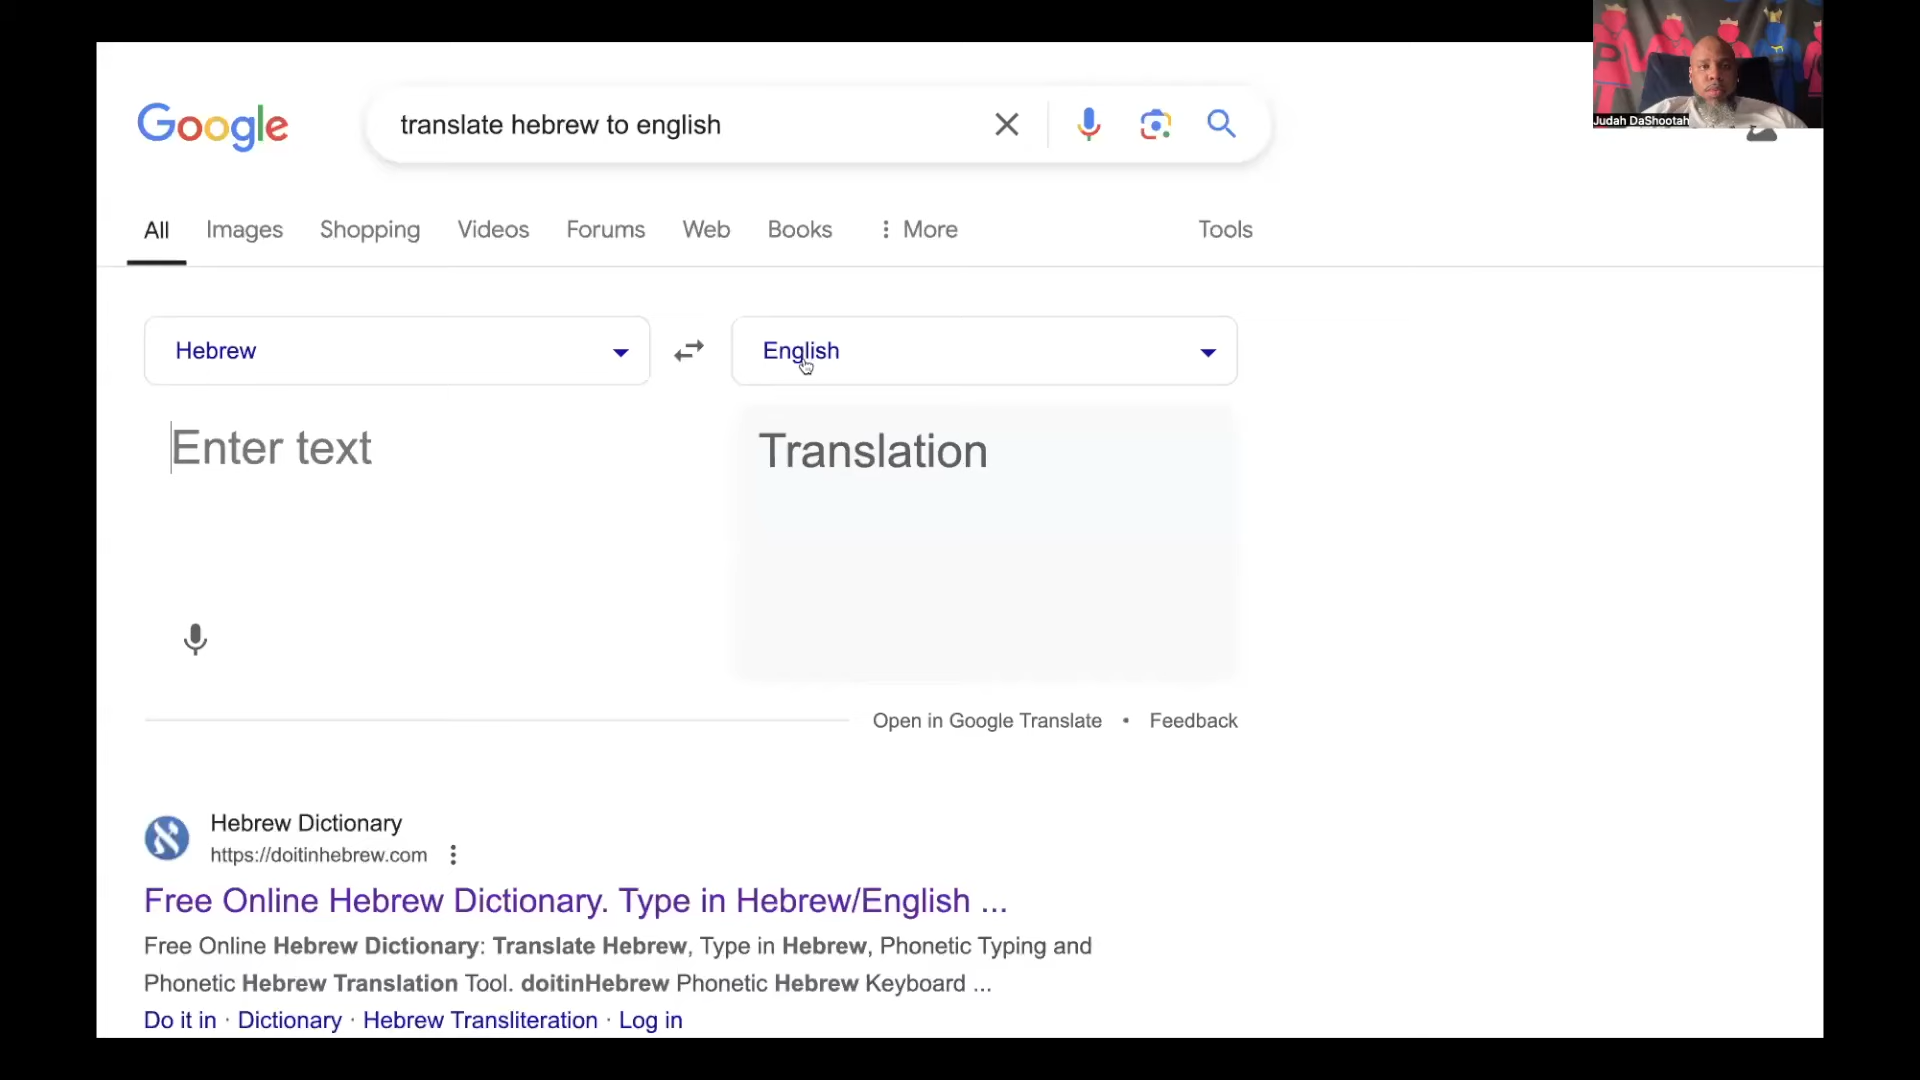 Google
translate hebrew to english
Judah DaShootah
All Images Shopping Videos Forums Web Books More Tools
Hebrew English
Enter text Translation
Open in Google Translate • Feedback
Hebrew Dictionary
https://doitinhebrew.com
Free Online Hebrew Dictionary. Type in Hebrew/English ...
Free Online Hebrew Dictionary: Translate Hebrew, Type in Hebrew, Phonetic Typing and
Phonetic Hebrew Translation Tool. doitinHebrew Phonetic Hebrew Keyboard ...
Do it in · Dictionary · Hebrew Transliteration · Log in